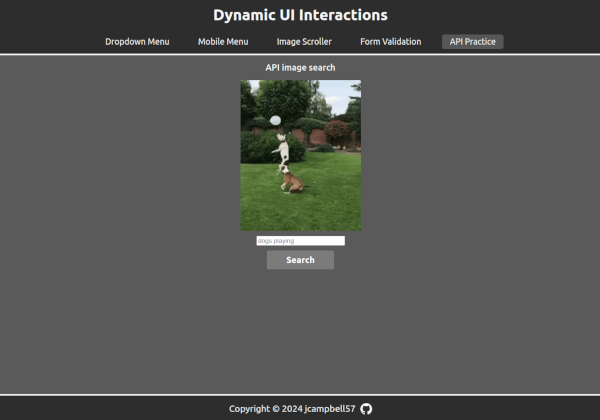 Dynamic UI Interactions
Dropdown Menu
Mobile Menu
Image Scroller
Form Validation
API Practice
API image search
dogs playing
Search
Copyright © 2024 jcampbell57